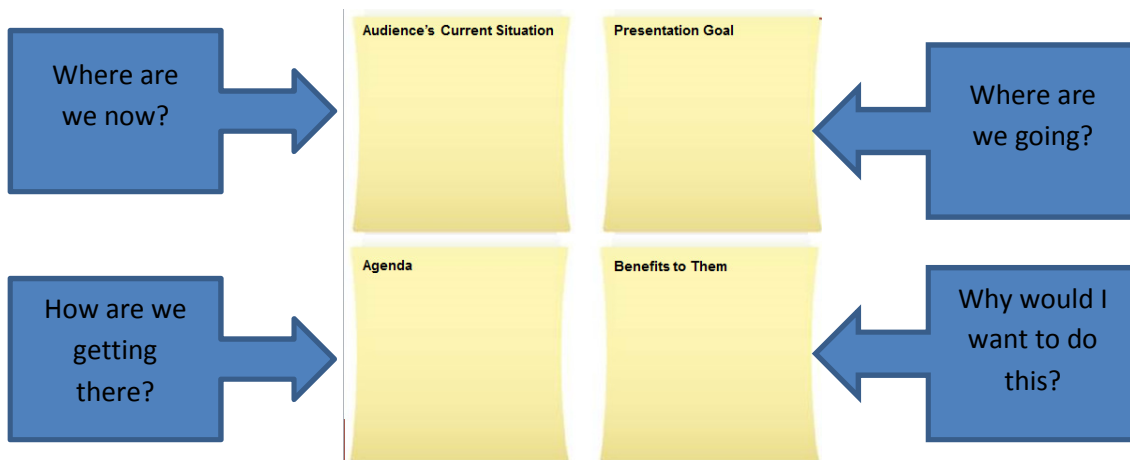 Audience's Current Situation
Presentation Goal
Where are
we now?
Where are
we going?
Agenda
Benefits to Them
How are we
getting
there?
Why would I
want to do
this?